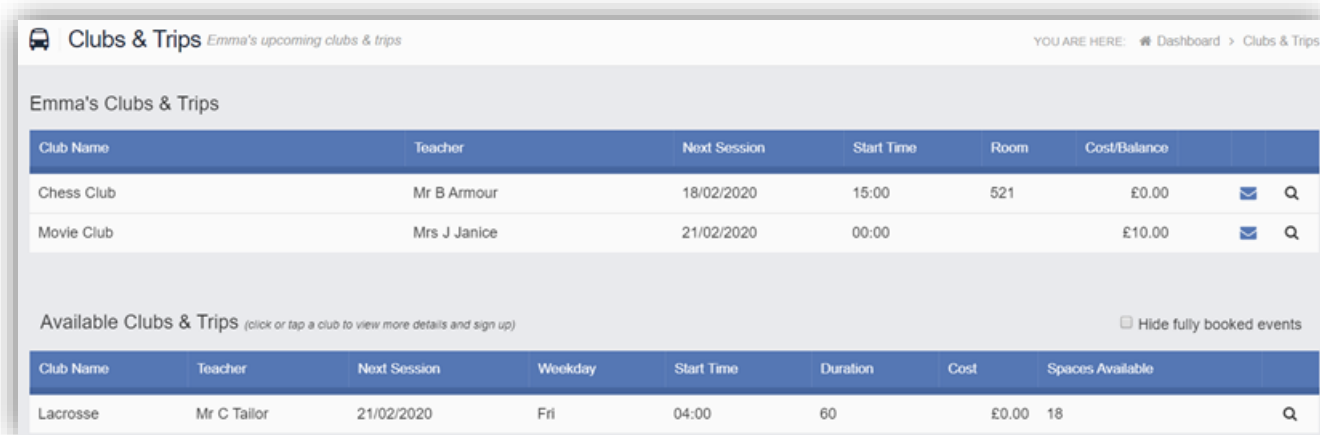 Clubs & Trips Emma's upcoming clubs & trips YOU ARE HERE: Dashboard > Clubs & Trips
Emma's Clubs & Trips
Club Name Teacher Next Session Start Time Room Cost/Balance
Chess Club Mr B Armour 18/02/2020 15:00 521 £0.00
Movie Club Mrs J Janice 21/02/2020 00:00 £10.00
Available Clubs & Trips (click or tap a club to view more details and sign up) Hide fully booked events
Club Name Teacher Next Session Weekday Start Time Duration Cost Spaces Available
Lacrosse Mr C Tailor 21/02/2020 Fri 04:00 60 £0.00 18